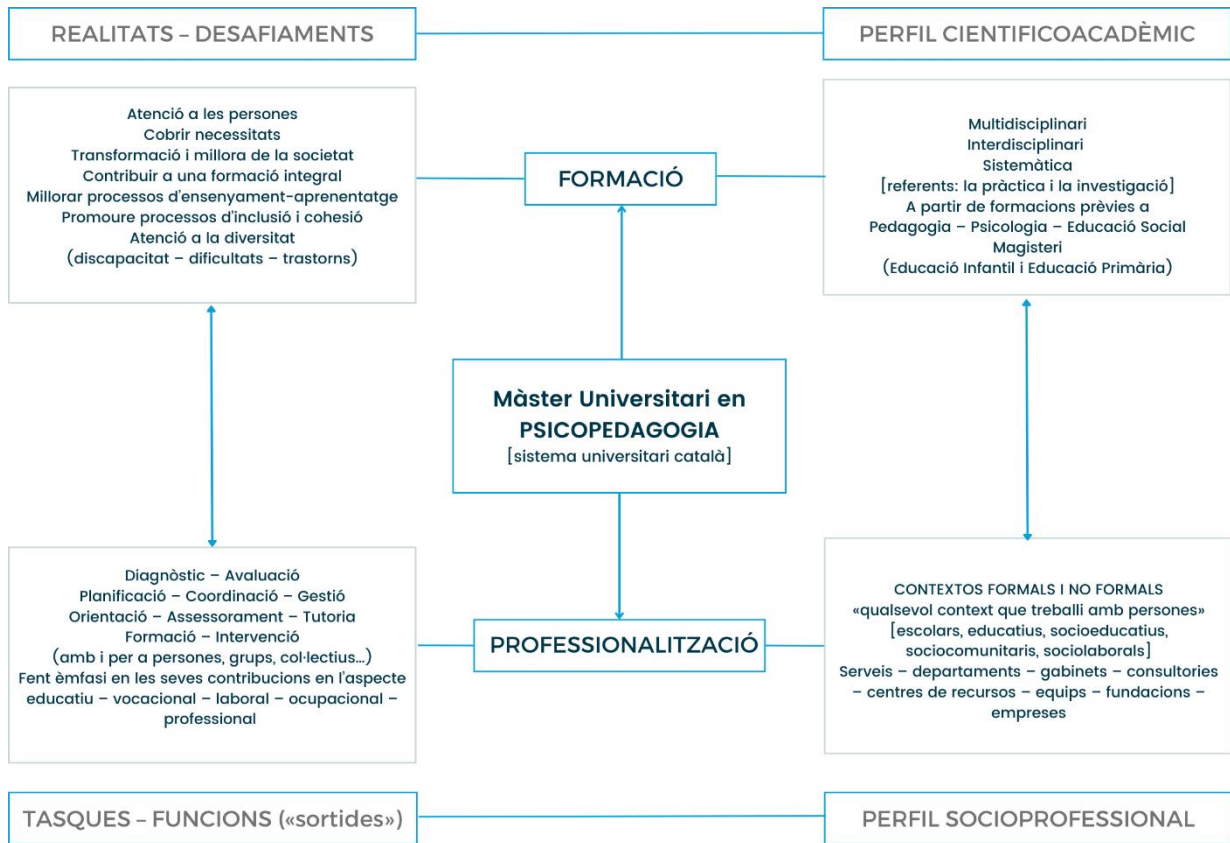 REALITATS – DESAFIAMENTS
PERFIL CIENTIFICOACADÈMIC
Atenció a les persones
Cobrir necessitats
Transformació i millora de la societat
Contribuir a una formació integral
Millorar processos d'ensenyament-aprenentatge
Promoure processos d'inclusió i cohesió
Atenció a la diversitat
(discapacitat – dificultats – trastorns)
FORMACIÓ
Multidisciplinari
Interdisciplinari
Sistemàtica
[referents: la pràctica i la investigació]
A partir de formacions prèvies a
Pedagogia – Psicologia – Educació Social
Magisteri
(Educació Infantil i Educació Primària)
Màster Universitari en
PSICOPEDAGOGIA
[sistema universitari català]
Diagnòstic – Avaluació
Planificació – Coordinació – Gestió
Orientació – Assessorament – Tutoria
Formació – Intervenció
(amb i per a persones, grups, col·lectius...)
Fent èmfasi en les seves contribucions en l'aspecte
educatiu – vocacional – laboral – ocupacional –
professional
PROFESSIONALITZACIÓ
CONTEXTOS FORMALS I NO FORMALS
«qualsevol context que treballi amb persones»
[escolars, educatius, socioeducatius,
sociocomunitaris, sociolaborals]
Serveis – departaments – gabinets – consultories
– centres de recursos – equips – fundacions –
empreses
TASQUES – FUNCIONS («sortides»)
PERFIL SOCIOPROFESSIONAL